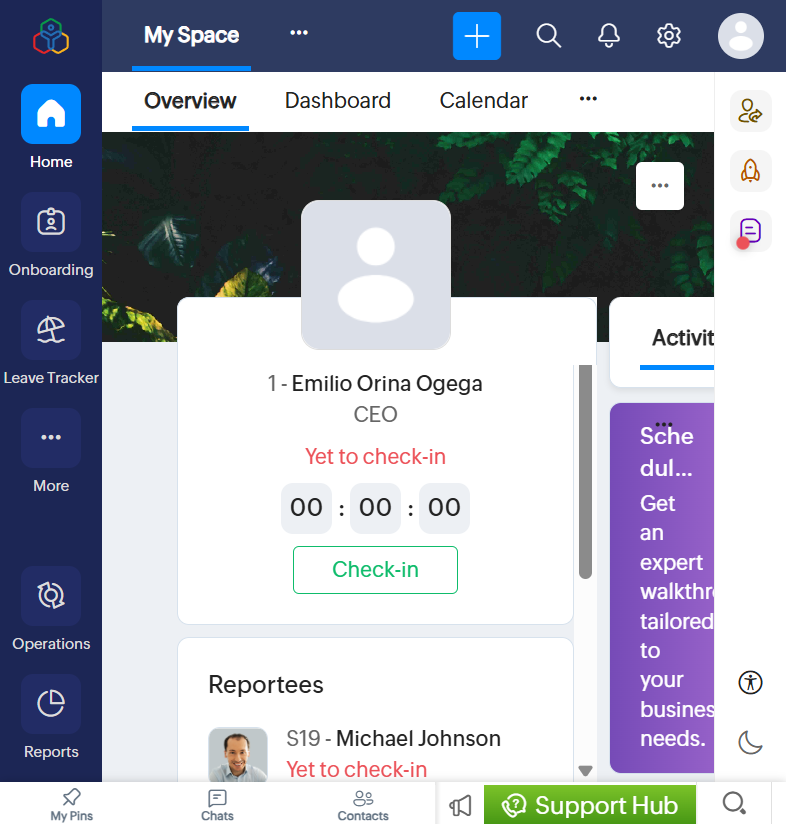 My Space
Home
Onboarding
Leave Tracker
More
Operations
Reports
Overview Dashboard Calendar
1 - Emilio Orina Ogega
CEO
Yet to check-in
00 : 00 : 00
Check-in
Reportees
S19 - Michael Johnson
Yet to check-in
Activit
Sche
dul...
Get
an
expert
walkthr
tailored
to
your
busines
needs.
My Pins Chats Contacts Support Hub